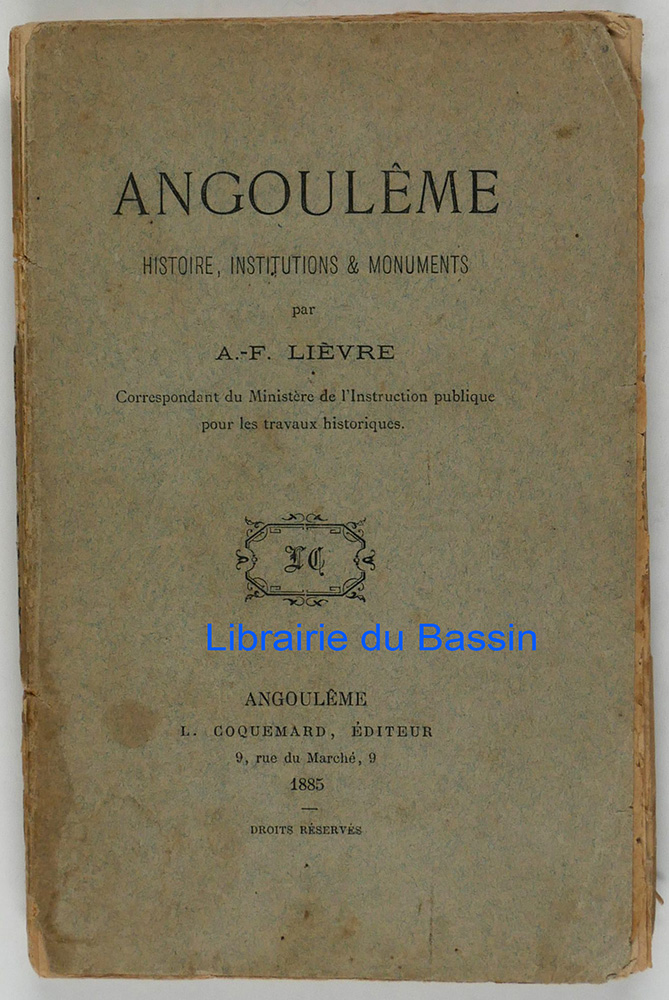 ANGOULÊME
HISTOIRE, INSTITUTIONS & MONUMENTS
par
A.-F. LIÈVRE
Correspondant du Ministère de l'Instruction publique
pour les travaux historiques.
LC
Librairie du Bassin
ANGOULÊME
L. COQUEMARD, ÉDITEUR
9, rue du Marché, 9
1885
DROITS RÉSERVÉS